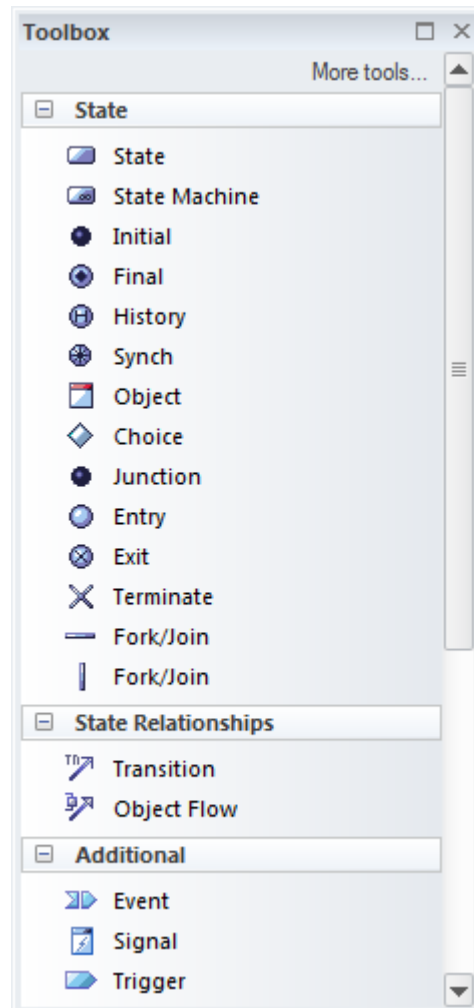 Toolbox
More tools...
State
State
State Machine
Initial
Final
History
Synch
Object
Choice
Junction
Entry
Exit
Terminate
Fork/Join
Fork/Join
State Relationships
Transition
Object Flow
Additional
Event
Signal
Trigger